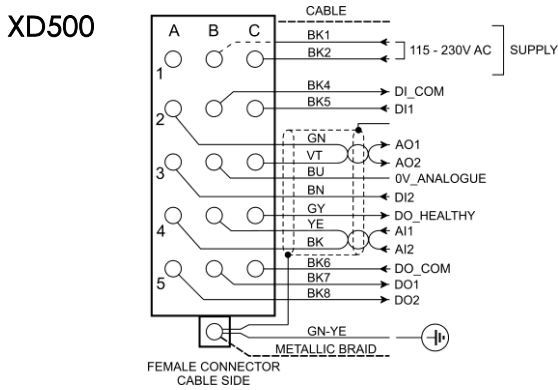 XD500
CABLE
A B C
BK1
BK2
115 - 230V AC
SUPPLY
1
BK4
DI_COM
BK5
DI1
2
GN
AO1
VT
AO2
BU
0V_ANALOGUE
3
BN
DI2
GY
DO_HEALTHY
YE
AI1
4
BK
AI2
BK6
DO_COM
BK7
DO1
5
BK8
DO2
GN-YE
METALLIC BRAID
FEMALE CONNECTOR
CABLE SIDE